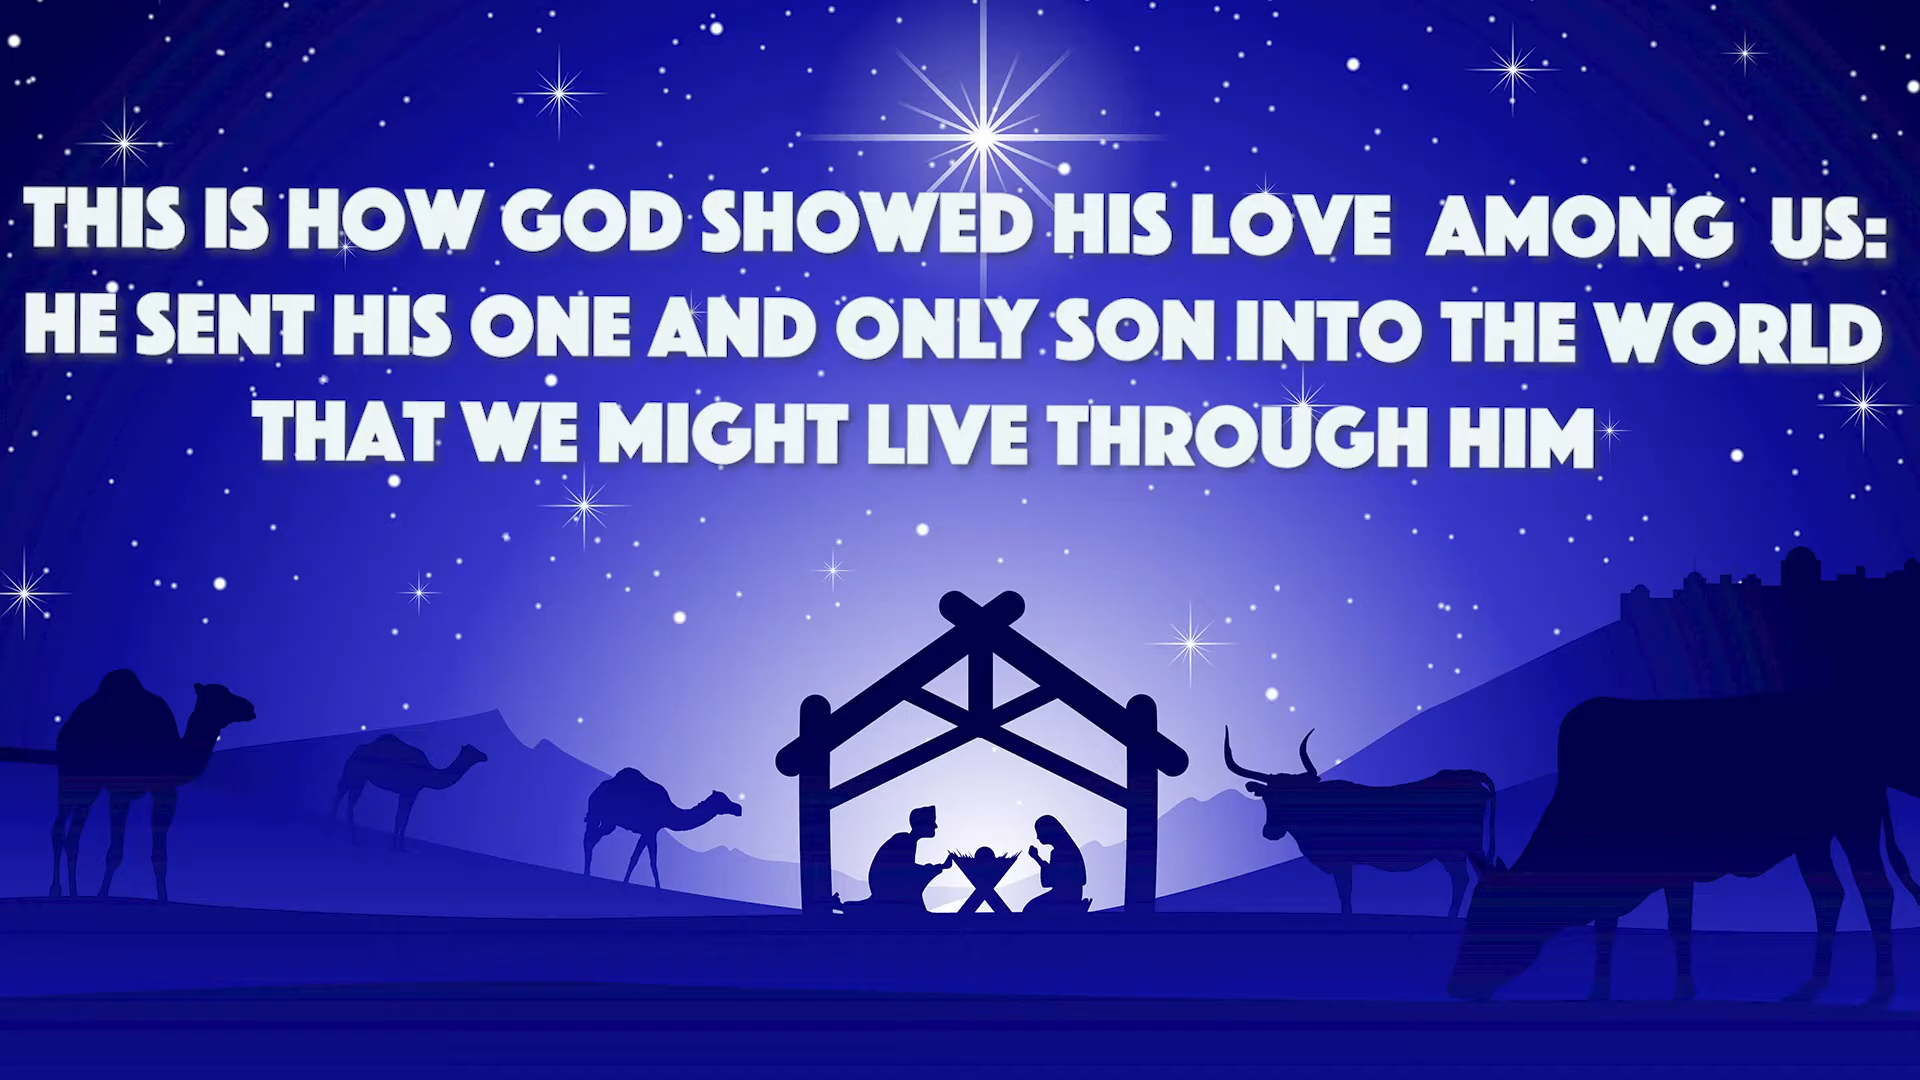 THIS IS HOW GOD SHOWED HIS LOVE AMONG US:
HE SENT HIS ONE AND ONLY SON INTO THE WORLD
THAT WE MIGHT LIVE THROUGH HIM